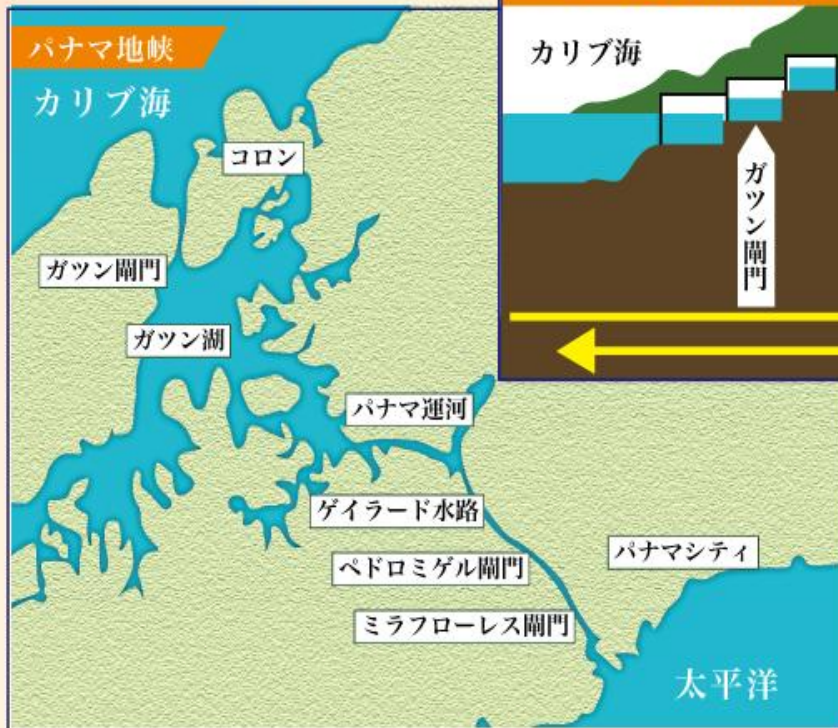 パナマ地峡
カリブ海
コロン
ガツン閘門
ガツン湖
パナマ運河
ゲイラード水路
ペドロミゲル閘門
ミラフローレス閘門
パナマシティ
太平洋
カリブ海
ガツン閘門